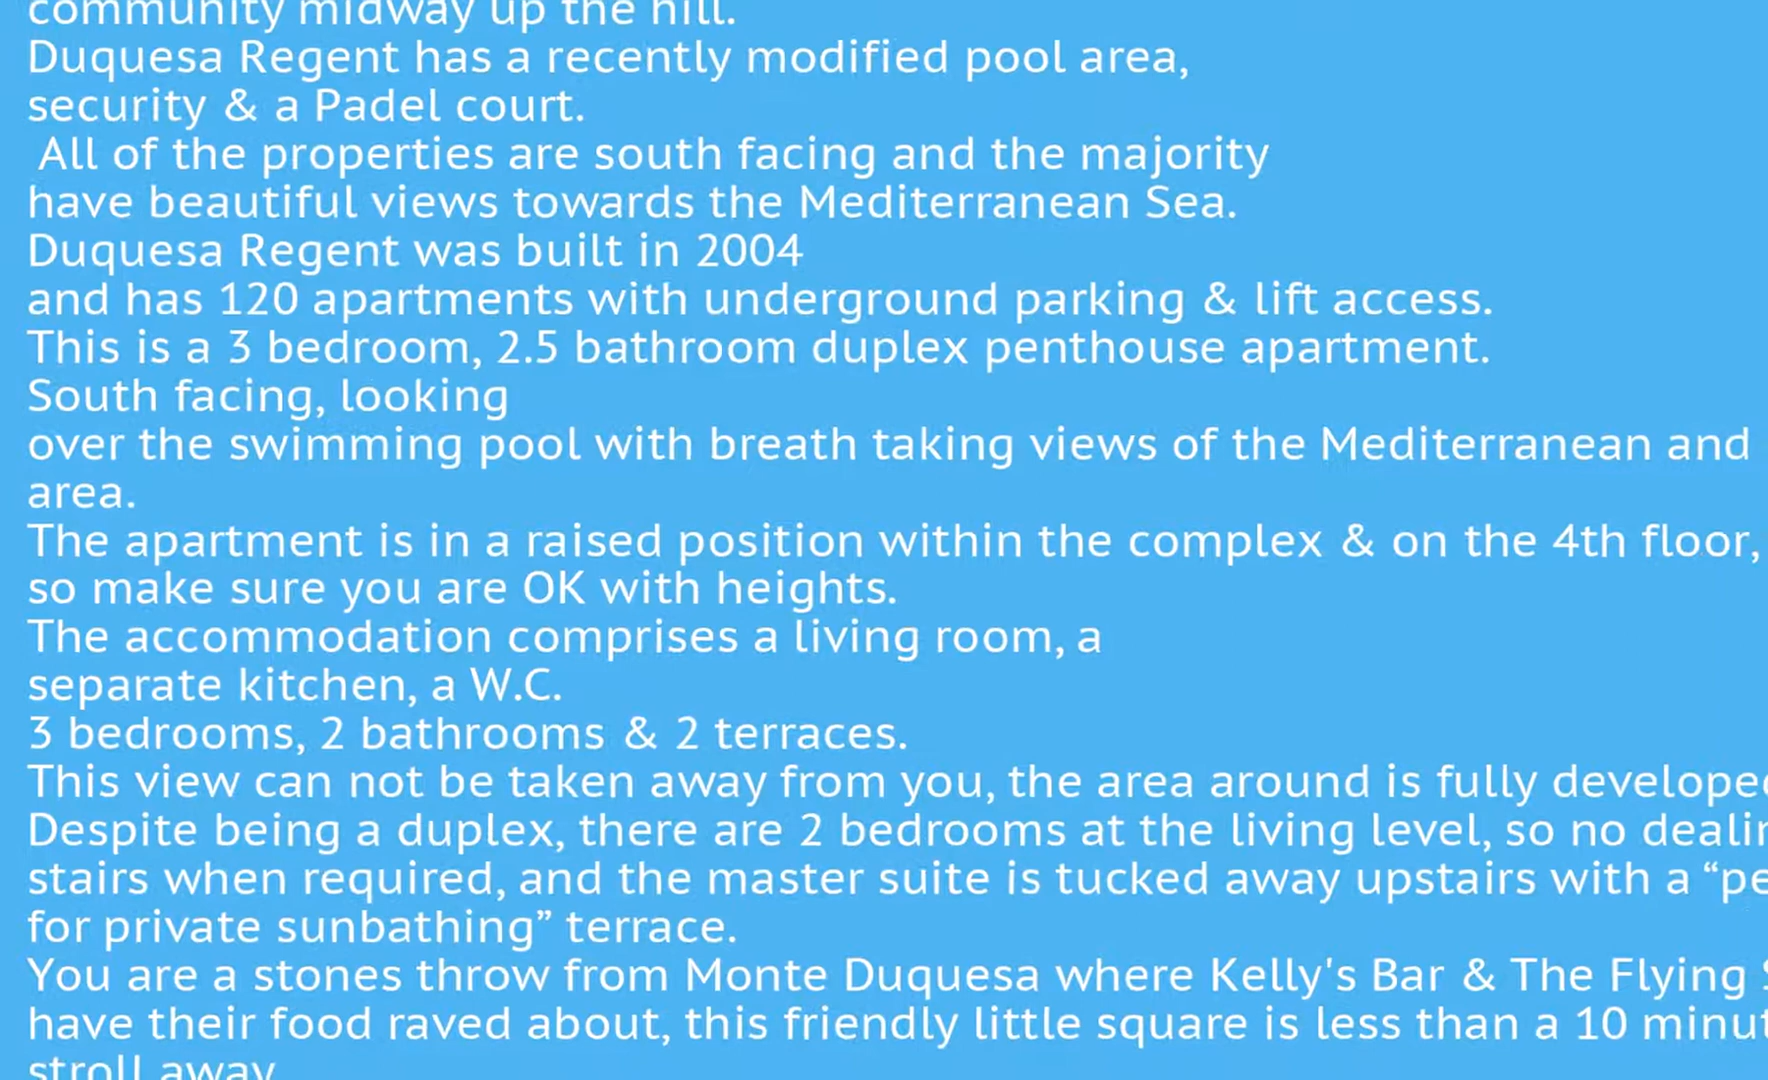 community midway up the hill.
Duquesa Regent has a recently modified pool area,
security & a Padel court.
All of the properties are south facing and the majority
have beautiful views towards the Mediterranean Sea.
Duquesa Regent was built in 2004
and has 120 apartments with underground parking & lift access.
This is a 3 bedroom, 2.5 bathroom duplex penthouse apartment.
South facing, looking
over the swimming pool with breath taking views of the Mediterranean and
area.
The apartment is in a raised position within the complex & on the 4th floor,
so make sure you are OK with heights.
The accommodation comprises a living room, a
separate kitchen, a W.C.
3 bedrooms, 2 bathrooms & 2 terraces.
This view can not be taken away from you, the area around is fully
Despite being a duplex, there are 2 bedrooms at the living level, so no
stairs when required, and the master suite is tucked away upstairs with a
for private sunbathing” terrace.
You are a stones throw from Monte Duquesa where Kelly's Bar & The Flying
have their food raved about, this friendly little square is less than a 10
stroll away